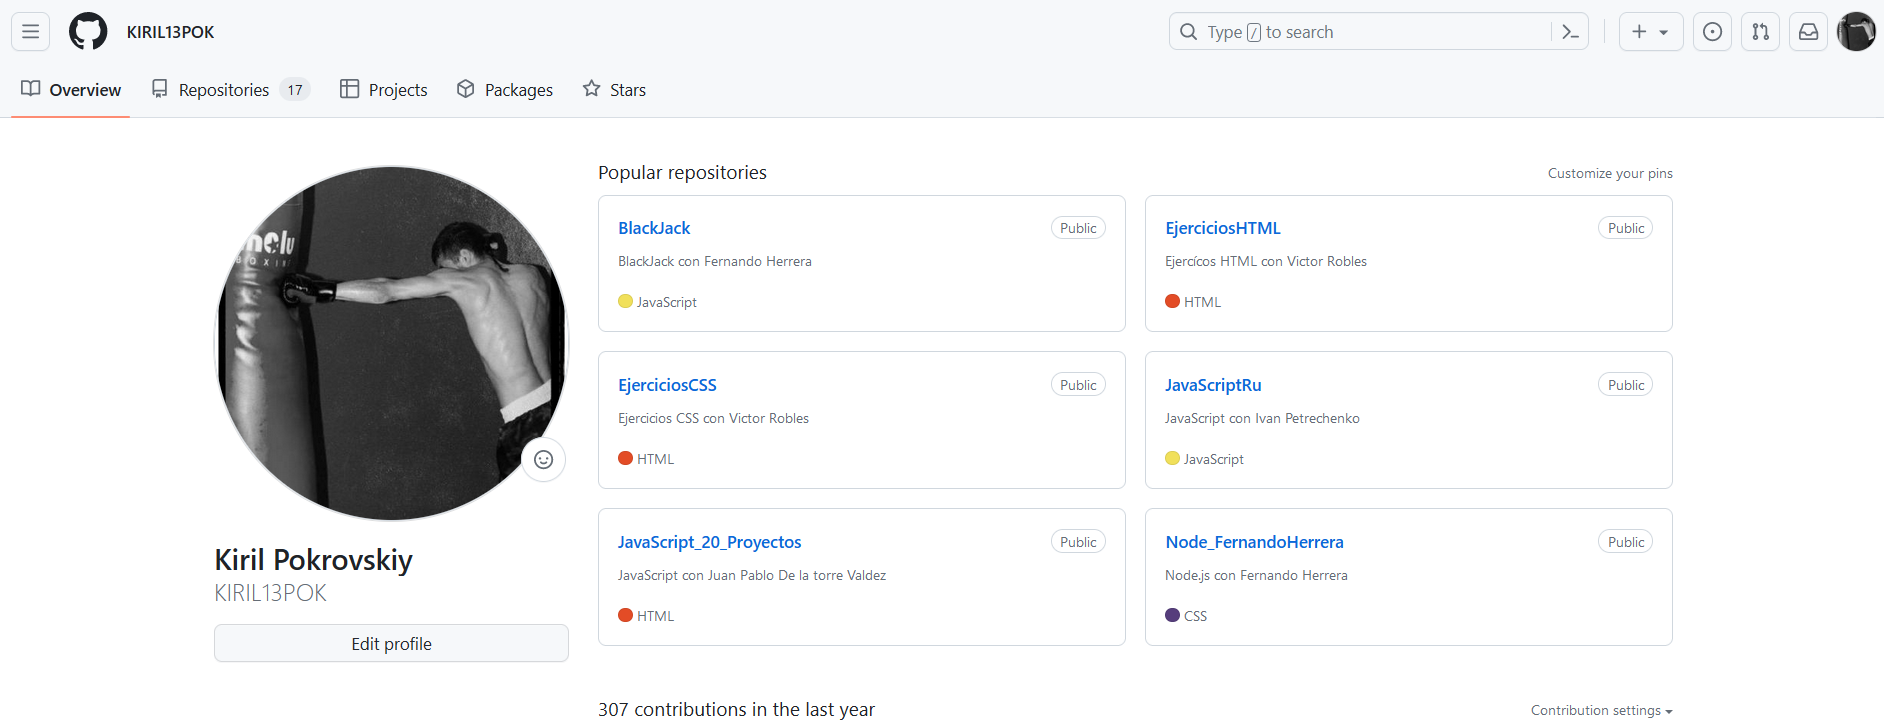 KIRIL13POK
Type / to search
Overview
Repositories 17
Projects
Packages
Stars
Popular repositories
Customize your pins
BlackJack
Public
BlackJack con Fernando Herrera
JavaScript
EjerciciosHTML
Public
Ejercícos HTML con Victor Robles
HTML
EjerciciosCSS
Public
Ejercicios CSS con Victor Robles
HTML
JavaScriptRu
Public
JavaScript con Ivan Petrechenko
JavaScript
JavaScript_20_Proyectos
Public
JavaScript con Juan Pablo De la torre Valdez
HTML
Node_FernandoHerrera
Public
Node.js con Fernando Herrera
CSS
Kiril Pokrovskiy
KIRIL13POK
Edit profile
307 contributions in the last year
Contribution settings